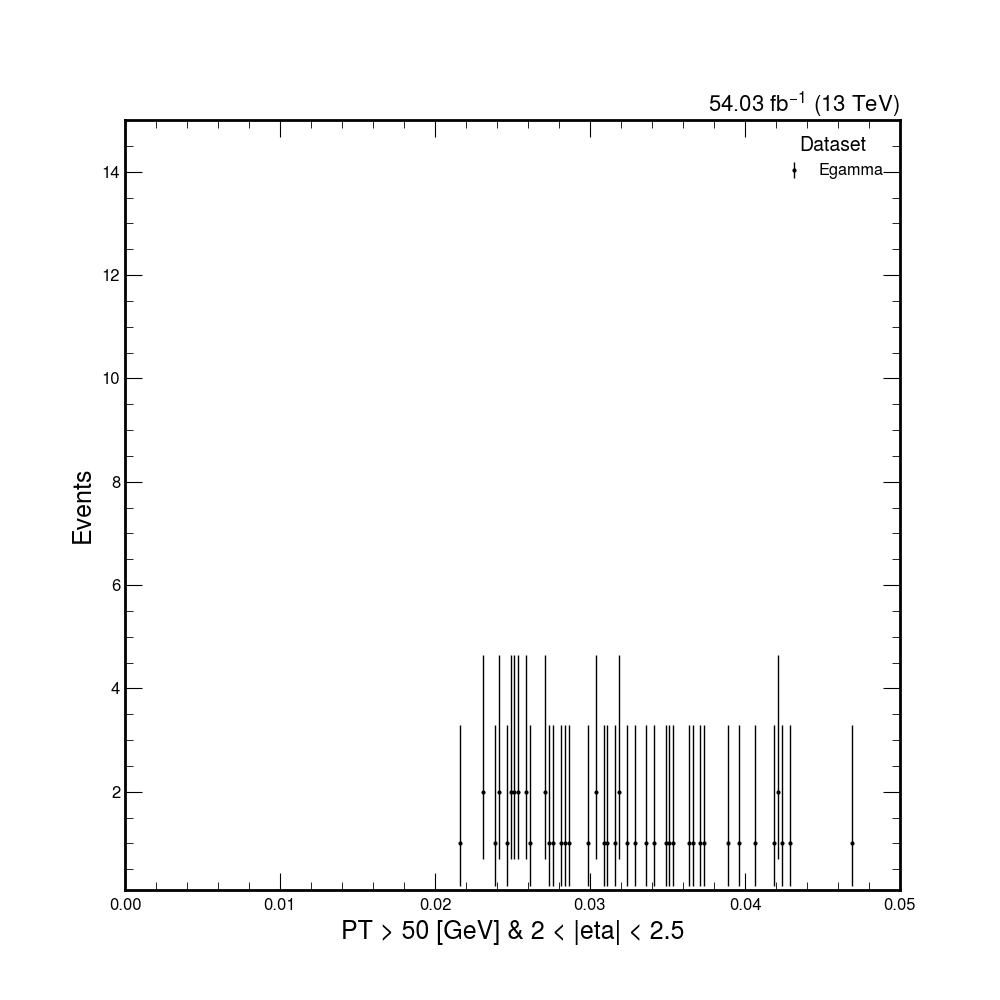 54.03 fb⁻¹ (13 TeV)
Dataset
Egamma
14
12
10
8
6
4
2
Events
0.00 0.01 0.02 0.03 0.04 0.05
PT > 50 [GeV] & 2 < |eta| < 2.5